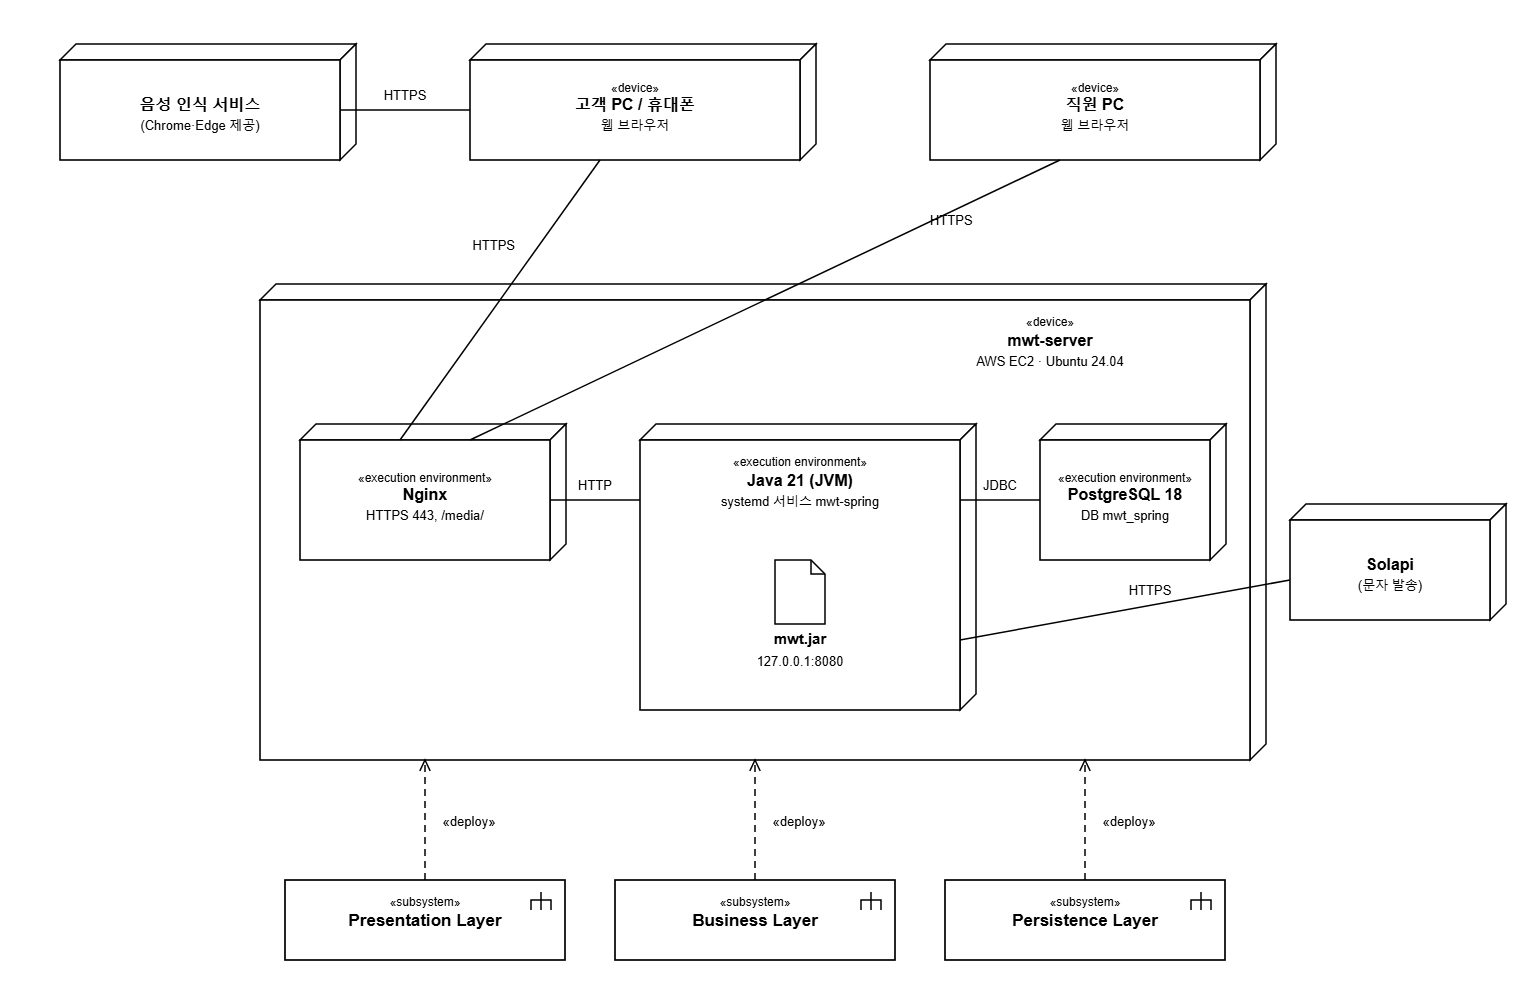 음성 인식 서비스
(Chrome·Edge 제공)
HTTPS
«device»
고객 PC / 휴대폰
웹 브라우저
«device»
직원 PC
웹 브라우저
HTTPS
HTTPS
«device»
mwt-server
AWS EC2 · Ubuntu 24.04
«execution environment»
Nginx
HTTPS 443, /media/
HTTP
«execution environment»
Java 21 (JVM)
systemd 서비스 mwt-spring
mwt.jar
127.0.0.1:8080
JDBC
«execution environment»
PostgreSQL 18
DB mwt_spring
HTTPS
Solapi
(문자 발송)
«deploy»
«deploy»
«deploy»
«subsystem»
Presentation Layer
«subsystem»
Business Layer
«subsystem»
Persistence Layer